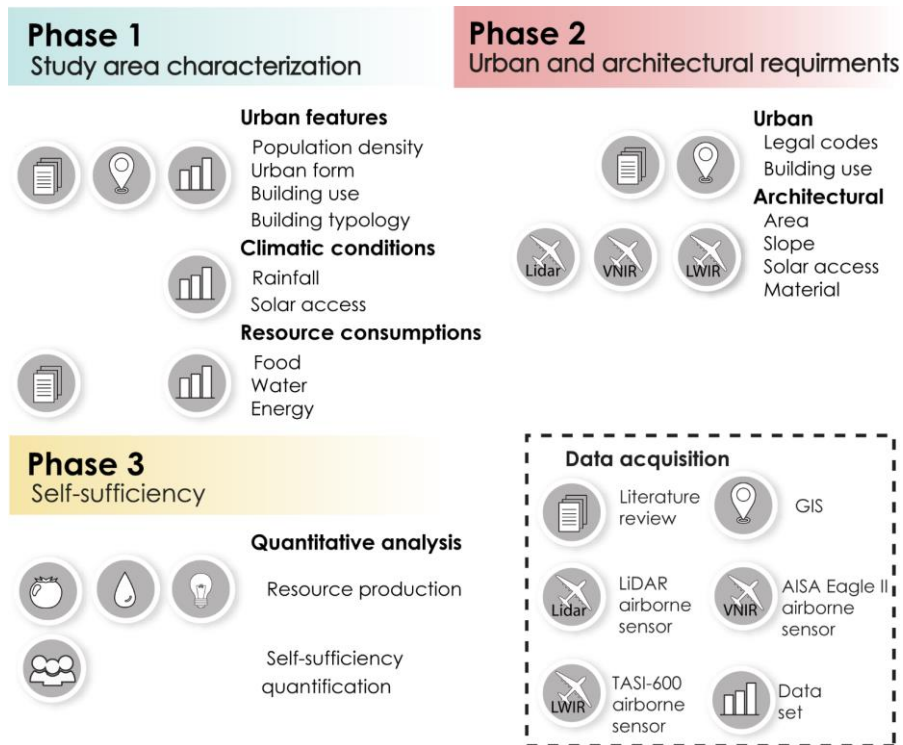 Phase 1
Study area characterization
Urban features
Population density
Urban form
Building use
Building typology
Climatic conditions
Rainfall
Solar access
Resource consumptions
Food
Water
Energy
Phase 2
Urban and architectural requirments
Urban
Legal codes
Building use
Architectural
Area
Slope
Solar access
Material
Lidar
VNIR
LWIR
Phase 3
Self-sufficiency
Quantitative analysis
Resource production
Self-sufficiency
quantification
Data acquisition
Literature
review
GIS
Lidar
LiDAR
airborne
sensor
VNIR
AISA Eagle II
airborne
sensor
LWIR
TASI-600
airborne
sensor
Data
set